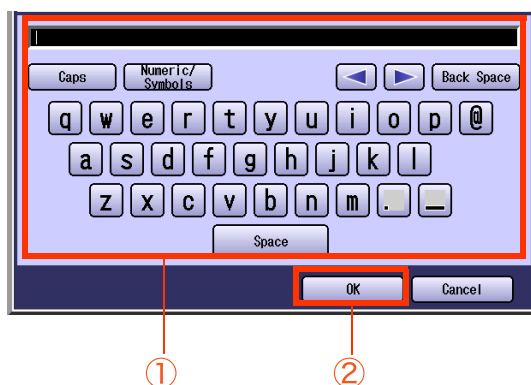 Caps Numeric/ Back Space
Symbols
q w e r t y u i o p @
a s d f g h j k l
z x c v b n m . _
Space
OK Cancel
① ②